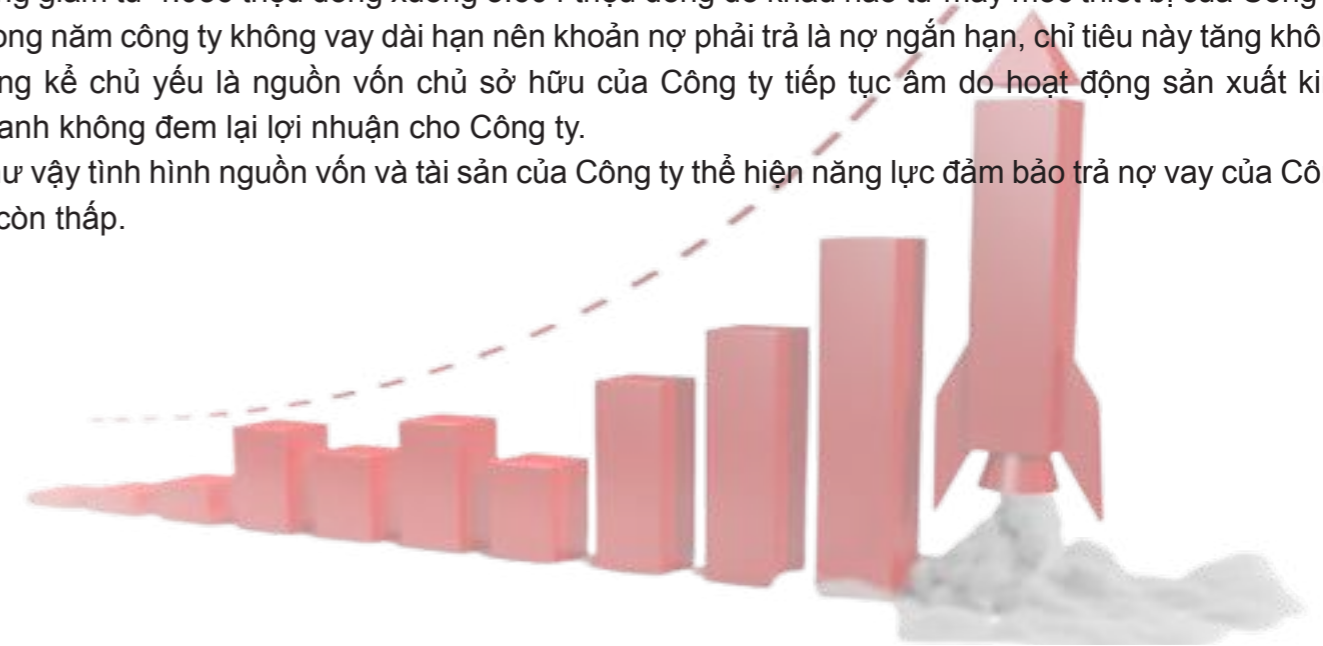 ong năm công ty không vay dài hạn nên khoản nợ phải trả là nợ ngắn hạn, chỉ tiêu này tăng khô
ng kể chủ yếu là nguồn vốn chủ sở hữu của Công ty tiếp tục âm do hoạt động sản xuất ki
anh không đem lại lợi nhuận cho Công ty.
ư vậy tình hình nguồn vốn và tài sản của Công ty thể hiện năng lực đảm bảo trả nợ vay của Cô
còn thấp.